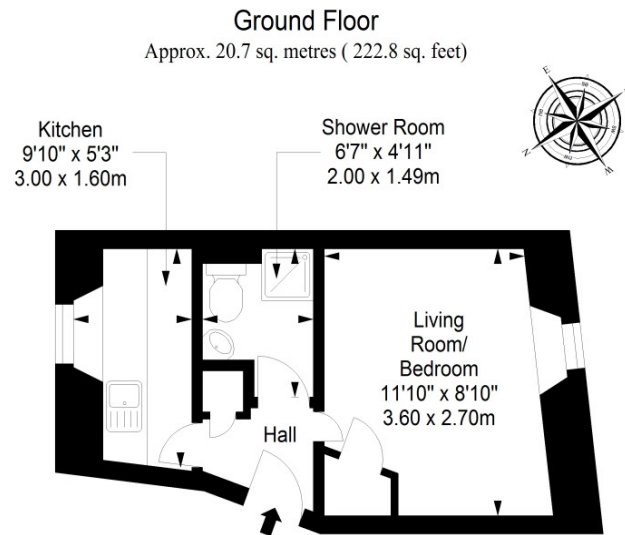 Ground Floor
Approx. 20.7 sq. metres ( 222.8 sq. feet)
Kitchen
9'10" x 5'3"
3.00 x 1.60m
Shower Room
6'7" x 4'11"
2.00 x 1.49m
E
N
W
Living
Room/
Bedroom
11'10" x 8'10"
3.60 x 2.70m
Hall